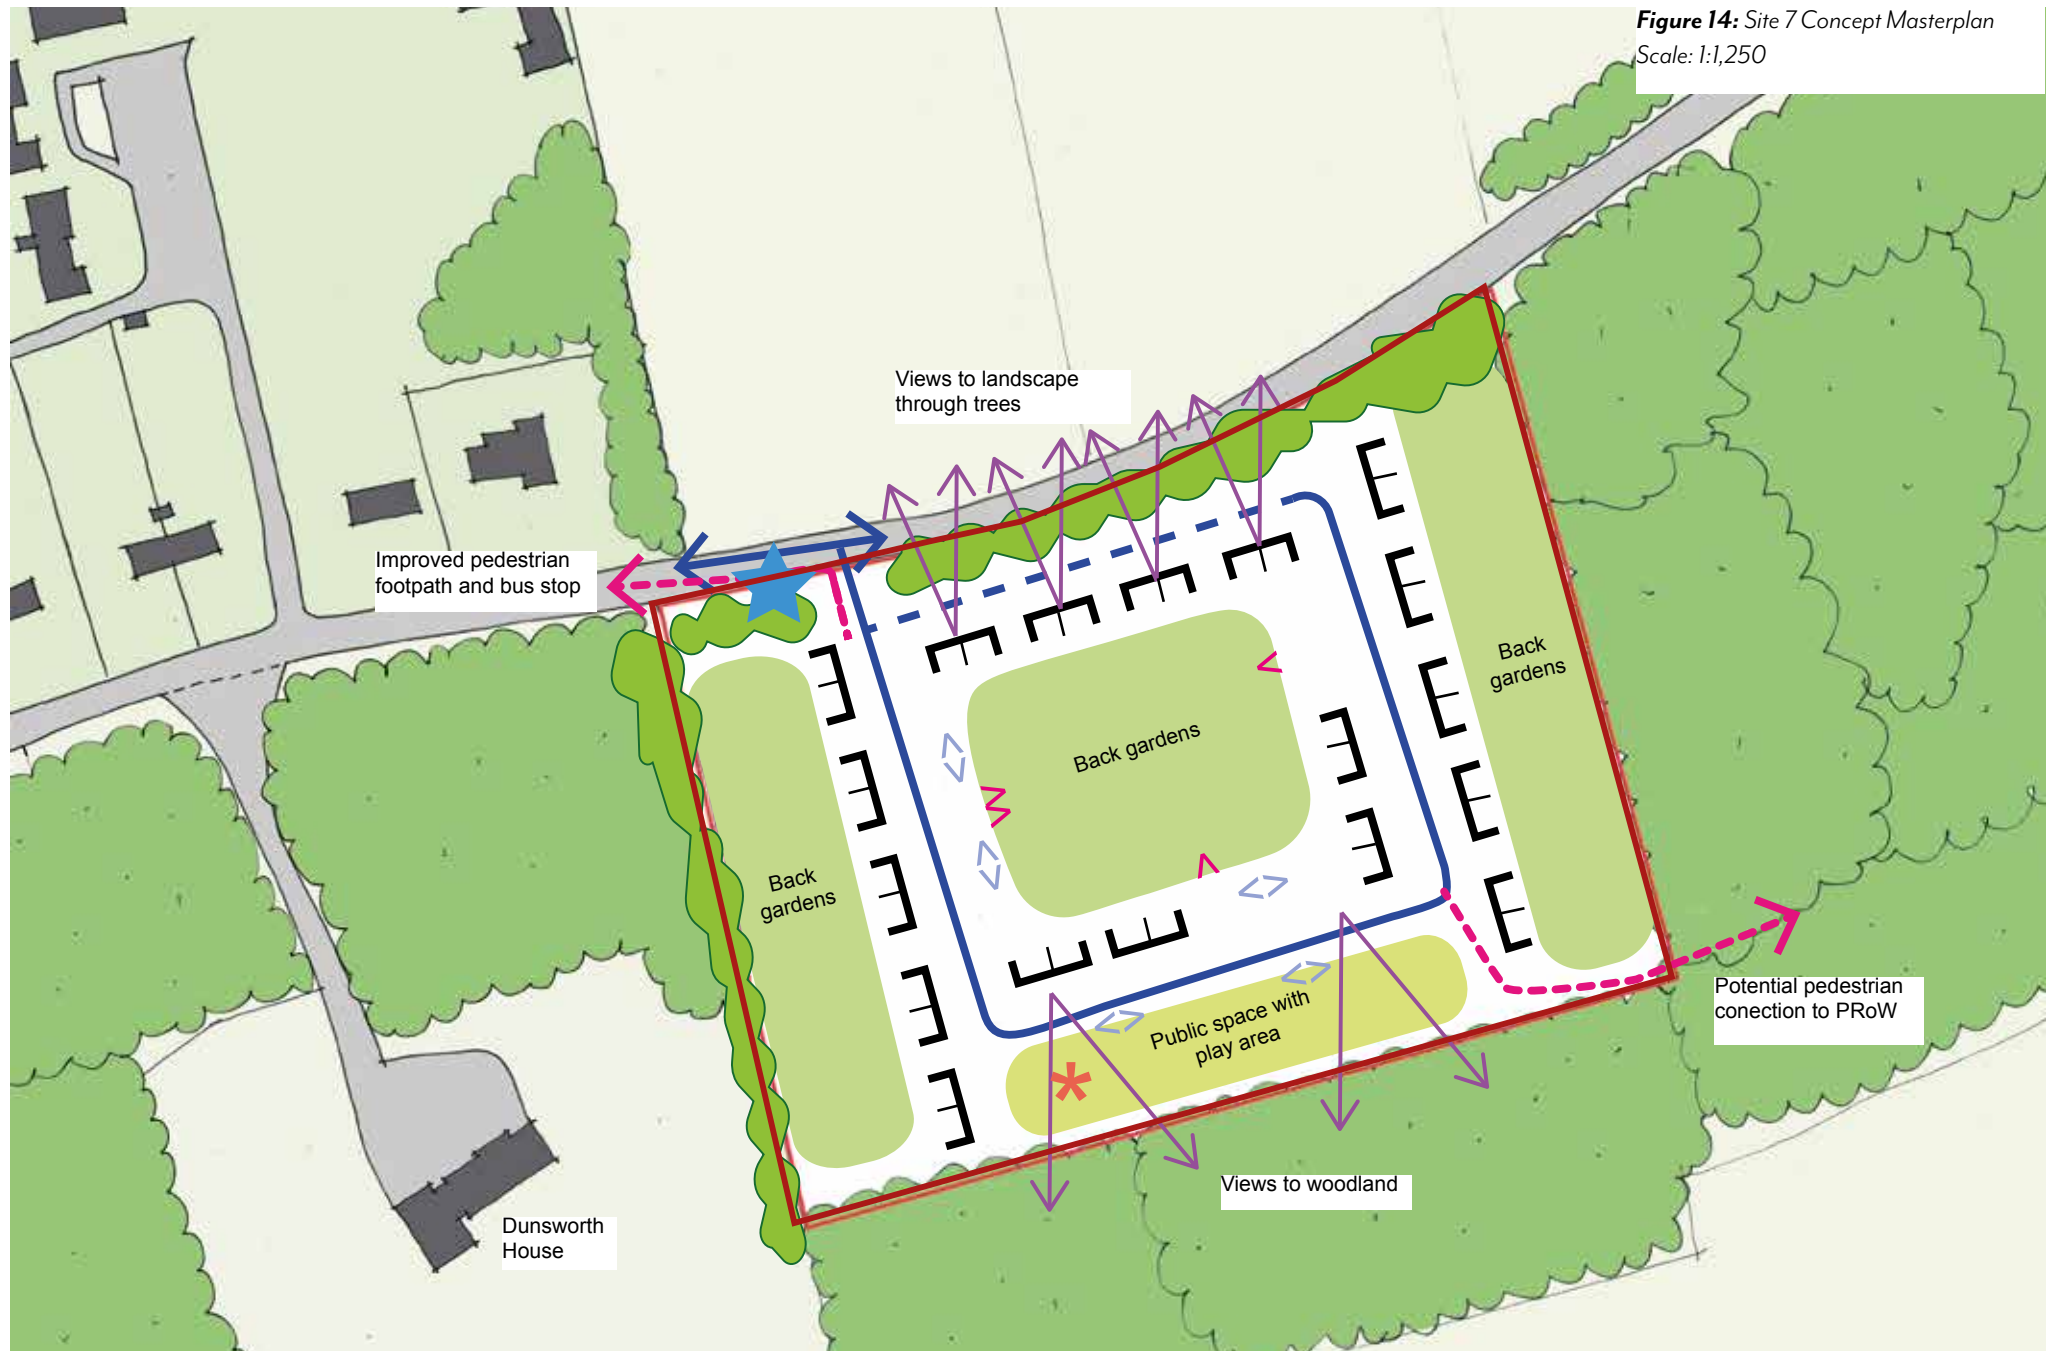 Figure 14: Site 7 Concept Masterplan
Scale: 1:1,250
Views to landscape
through trees
Improved pedestrian
footpath and bus stop
Back
gardens
Back gardens
Back
gardens
Public space with
play area
Potential pedestrian
conection to PRoW
Views to woodland
Dunsworth
House